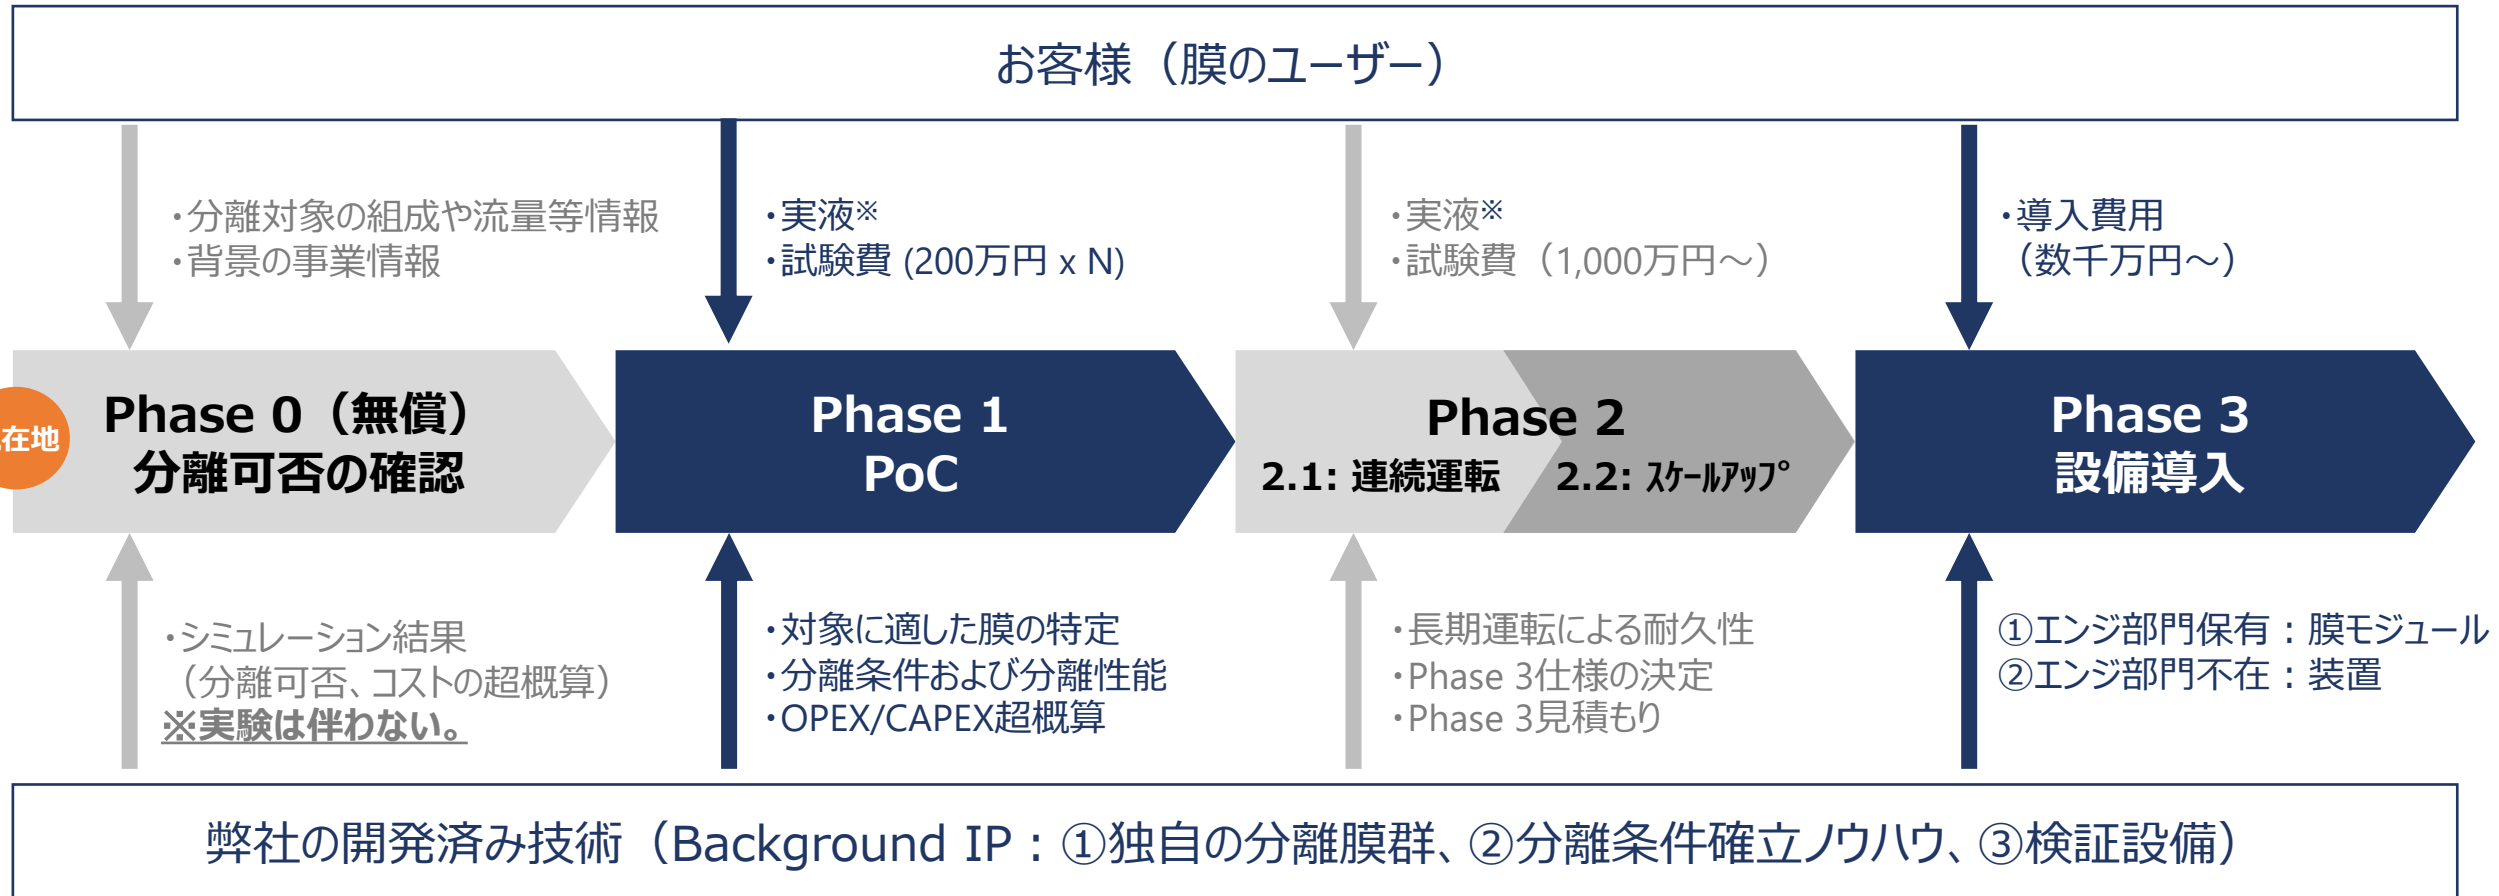 お客様（膜のユーザー）
・分離対象の組成や流量等情報
・背景の事業情報
・実液※
・試験費 (200万円 x N)
・実液※
・試験費（1,000万円～）
・導入費用
（数千万円～）
在地
Phase 0（無償）
分離可否の確認
Phase 1
PoC
Phase 2
2.1: 連続運転
2.2: ｽｹｰﾙｱｯﾌﾟ
Phase 3
設備導入
・シミュレーション結果
（分離可否、コストの超概算）
※実験は伴わない。
・対象に適した膜の特定
・分離条件および分離性能
・OPEX/CAPEX超概算
・長期運転による耐久性
・Phase 3仕様の決定
・Phase 3見積もり
①エンジ部門保有：膜モジュール
②エンジ部門不在：装置
弊社の開発済み技術（Background IP：①独自の分離膜群、②分離条件確立ノウハウ、③検証設備）